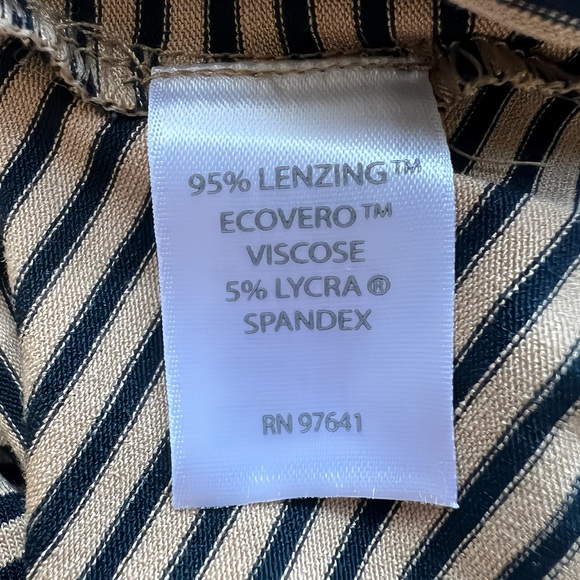 95% LENZING™
ECOVERO™
VISCOSE
5% LYCRA®
SPANDEX
RN 97641